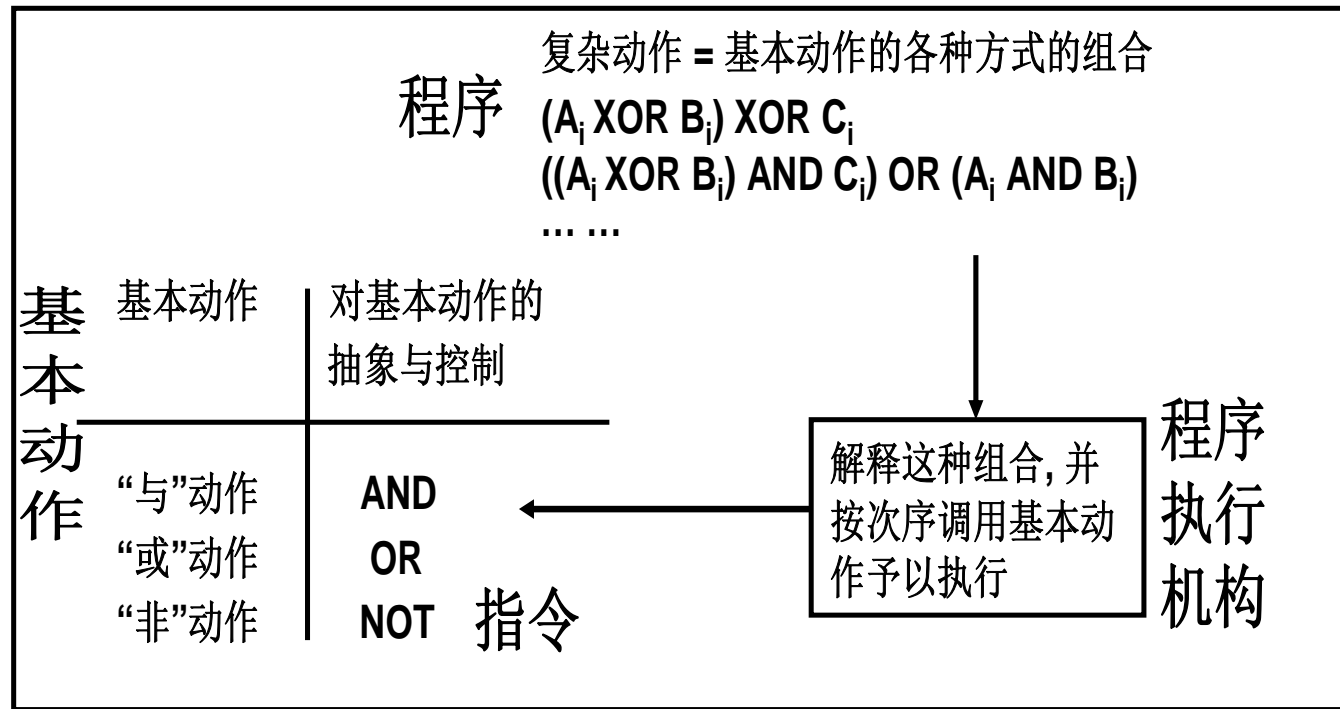 复杂动作 = 基本动作的各种方式的组合
程序
(Ai XOR Bi) XOR Ci
((Ai XOR Bi) AND Ci) OR (Ai AND Bi)
... ...
基本动作
基本动作
对基本动作的
抽象与控制
“与”动作
AND
“或”动作
OR
“非”动作
NOT
指令
解释这种组合, 并
按次序调用基本动
作予以执行
程序
执行
机构